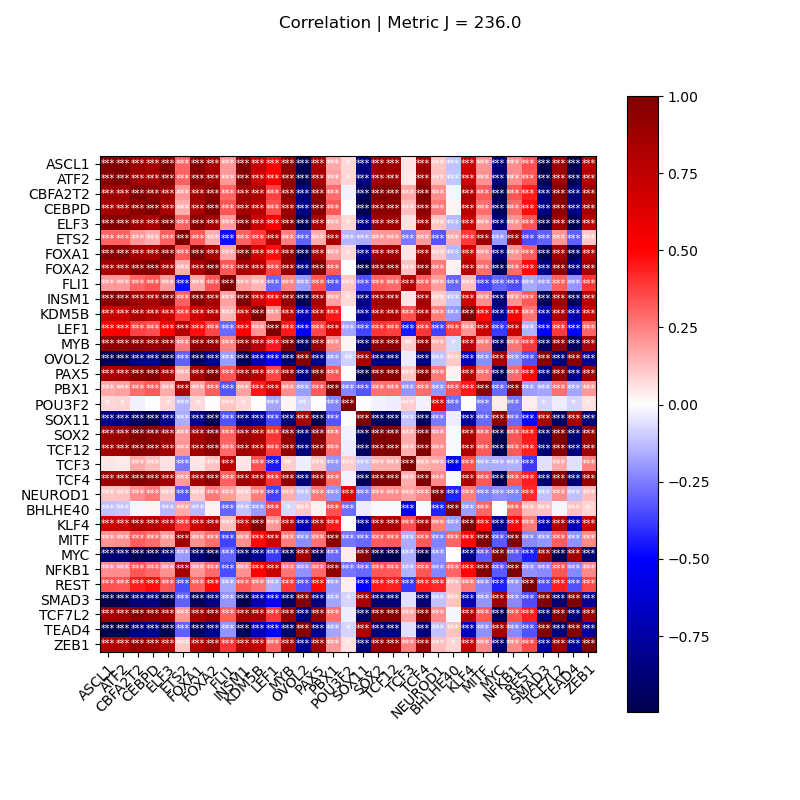 Correlation | Metric J = 236.0
ASCL1
ATF2
CBFA2T2
CEBPD
ELF3
ETS2
FOXA1
FOXA2
FLI1
INSM1
KDM5B
LEF1
MYB
OVOL2
PAX5
PBX1
POU3F2
SOX11
SOX2
TCF12
TCF3
TCF4
NEUROD1
BHLHE40
KLF4
MITF
MYC
NFKB1
REST
SMAD3
TCF7L2
TEAD4
ZEB1
ASCL1
ATF2
CBFA2T2
CEBPD
ELF3
ETS2
FOXA1
FOXA2
FLI1
INSM1
KDM5B
LEF1
MYB
OVOL2
PAX5
PBX1
POU3F2
SOX11
SOX2
TCF12
TCF3
TCF4
NEUROD1
BHLHE40
KLF4
MITF
MYC
NFKB1
REST
SMAD3
TCF7L2
TEAD4
ZEB1
1.00
0.75
0.50
0.25
0.00
−0.25
−0.50
−0.75